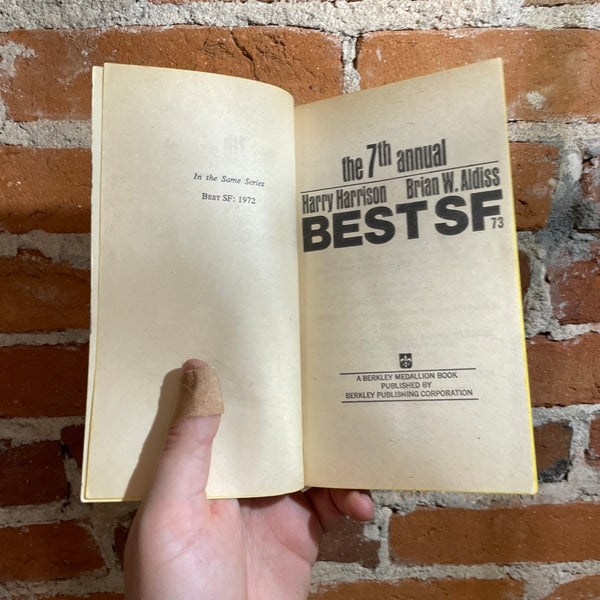 In the Same Series
BEST SF: 1972
the 7th annual
Harry Harrison Brian W. Aldiss
BEST SF 73
A BERKLEY MEDALLION BOOK
PUBLISHED BY
BERKLEY PUBLISHING CORPORATION